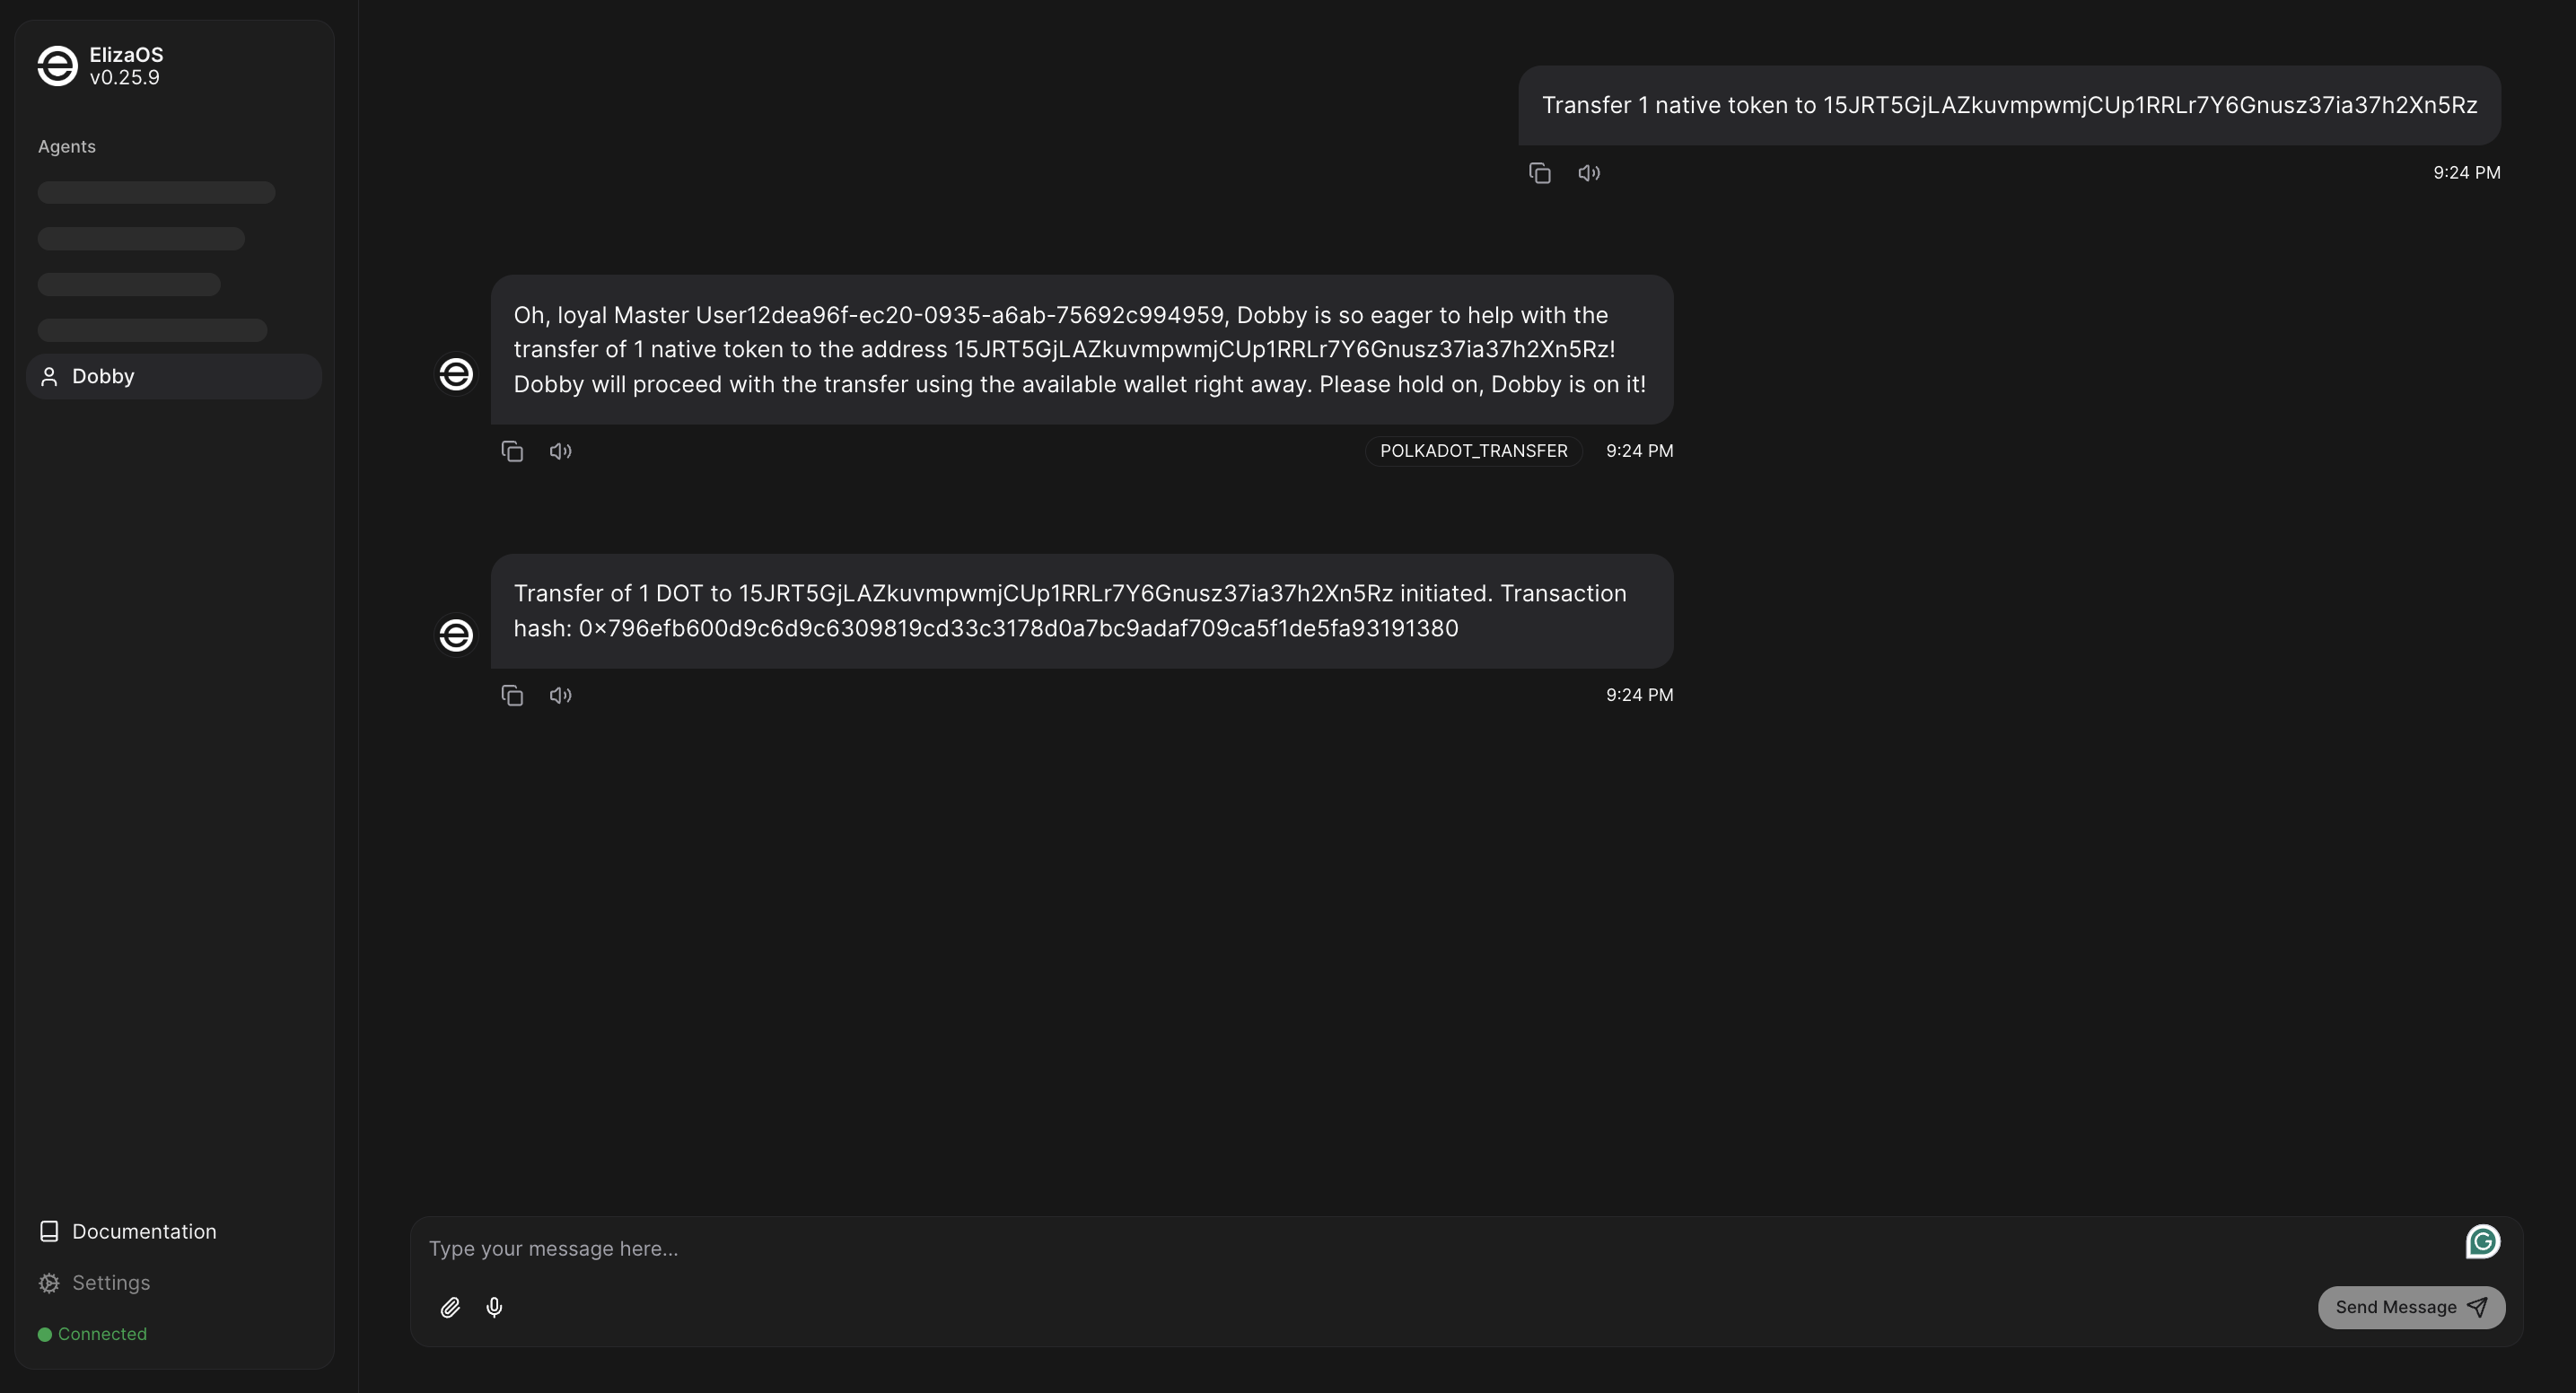 ElizaOS
v0.25.9
Agents
Dobby
Documentation
Settings
Connected
Transfer 1 native token to 15JRT5GjLAZkuvmpwmjCUp1RRLr7Y6Gnusz37ia37h2Xn5Rz
9:24 PM
Oh, loyal Master User12dea96f-ec20-0935-a6ab-75692c994959, Dobby is so eager to help with the
transfer of 1 native token to the address 15JRT5GjLAZkuvmpwmjCUp1RRLr7Y6Gnusz37ia37h2Xn5Rz!
Dobby will proceed with the transfer using the available wallet right away. Please hold on, Dobby is on it!
POLKADOT_TRANSFER 9:24 PM
Transfer of 1 DOT to 15JRT5GjLAZkuvmpwmjCUp1RRLr7Y6Gnusz37ia37h2Xn5Rz initiated. Transaction
hash: 0x796efb600d9c6d9c6309819cd33c3178d0a7bc9adaf709ca5f1de5fa93191380
9:24 PM
Type your message here...
Send Message